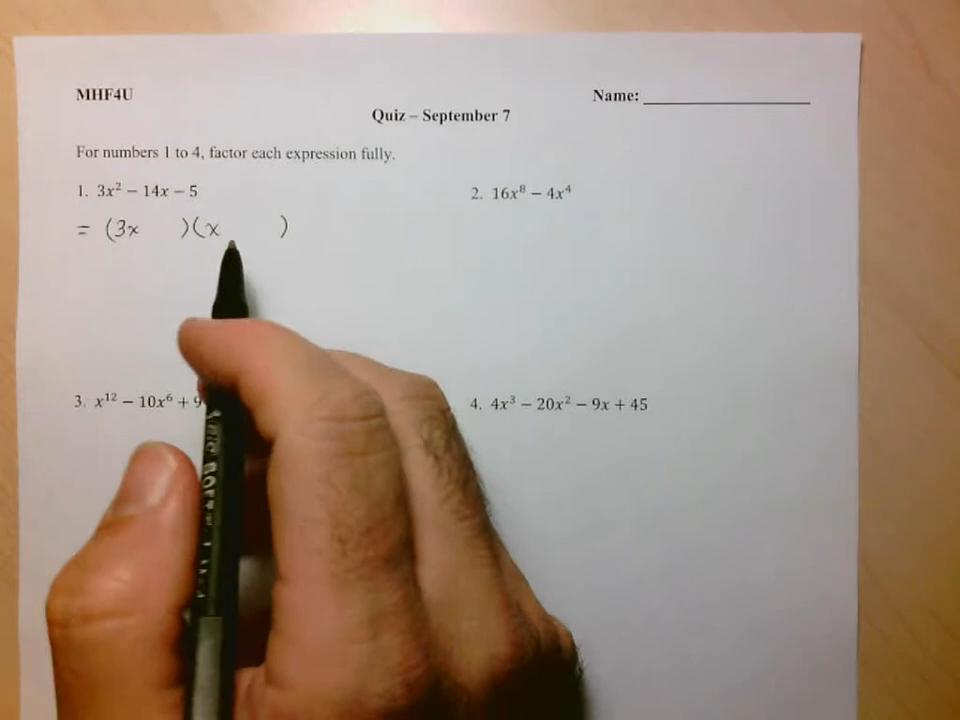 MHF4U Name: ____________________
Quiz – September 7
For numbers 1 to 4, factor each expression fully.
1. 3x² – 14x – 5 2. 16x⁸ – 4x⁴
= (3x )(x )
3. x¹² – 10x⁶ + 9 4. 4x³ – 20x² – 9x + 45